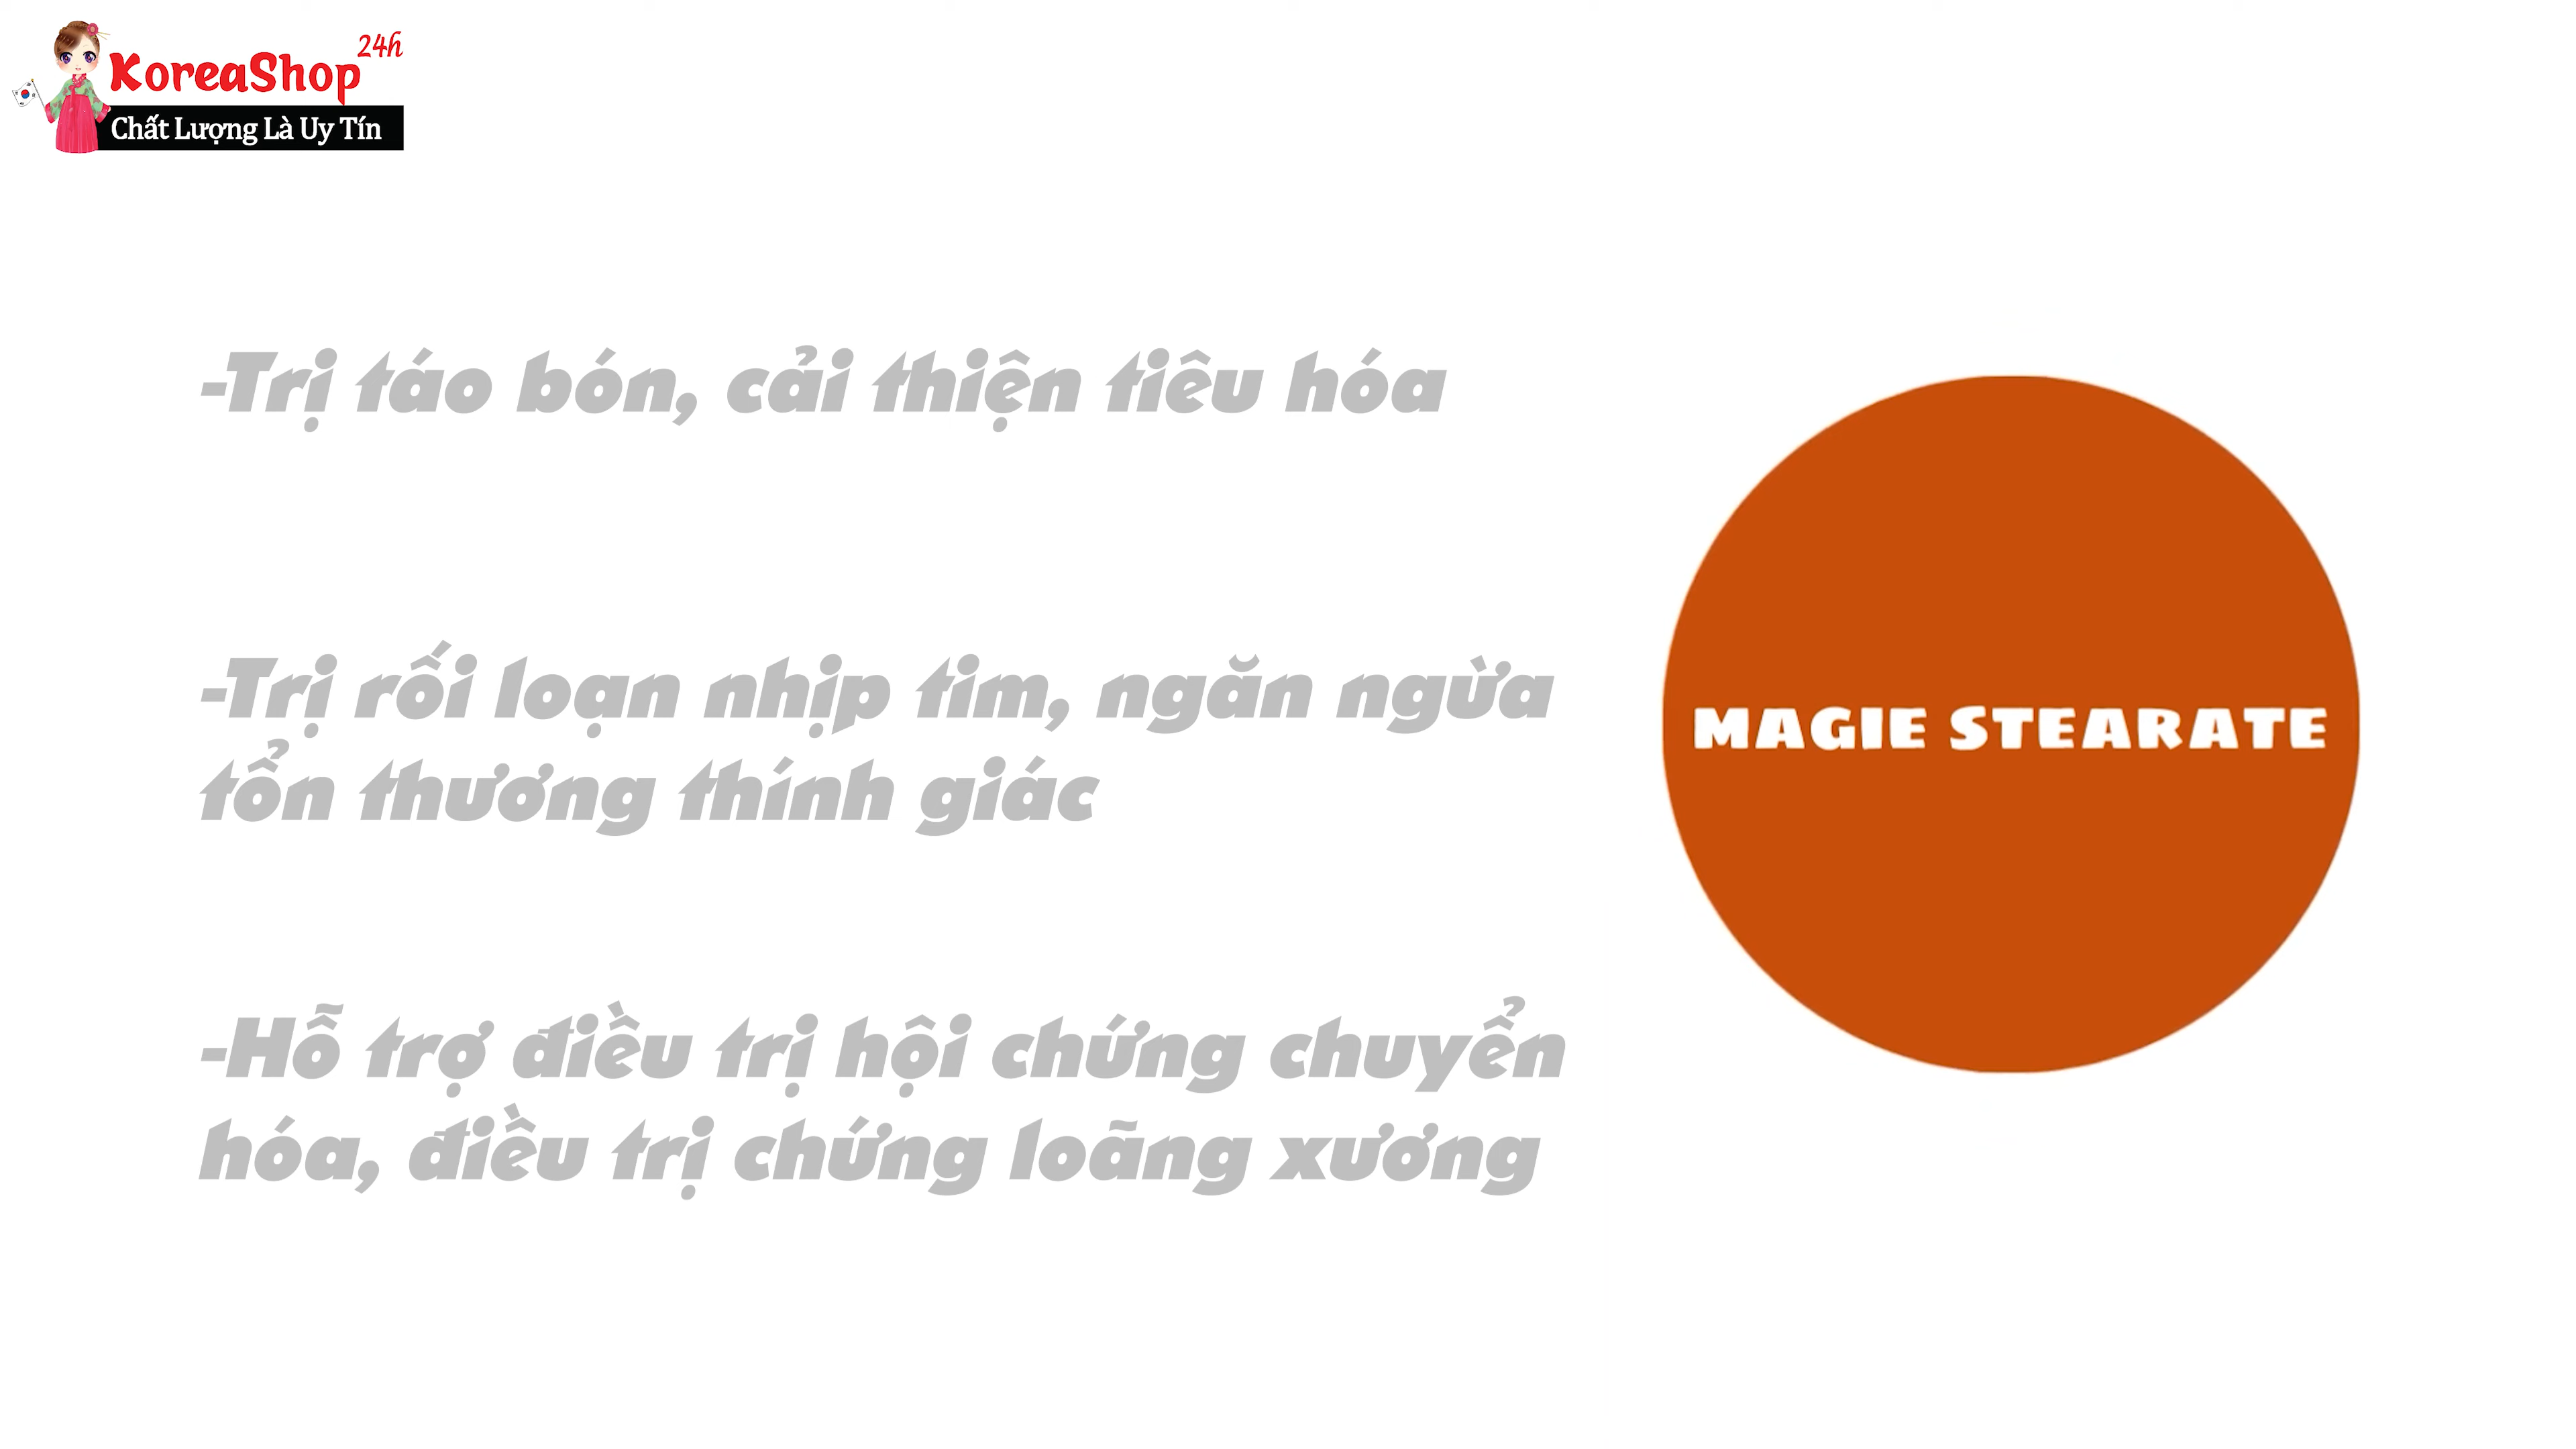 KoreaShop 24h
Chất Lượng Là Uy Tín
-Trị táo bón, cải thiện tiêu hóa
-Trị rối loạn nhịp tim, ngăn ngừa
tổn thương thính giác
MAGIE STEARATE
-Hỗ trợ điều trị hội chứng chuyển
hóa, điều trị chứng loãng xương